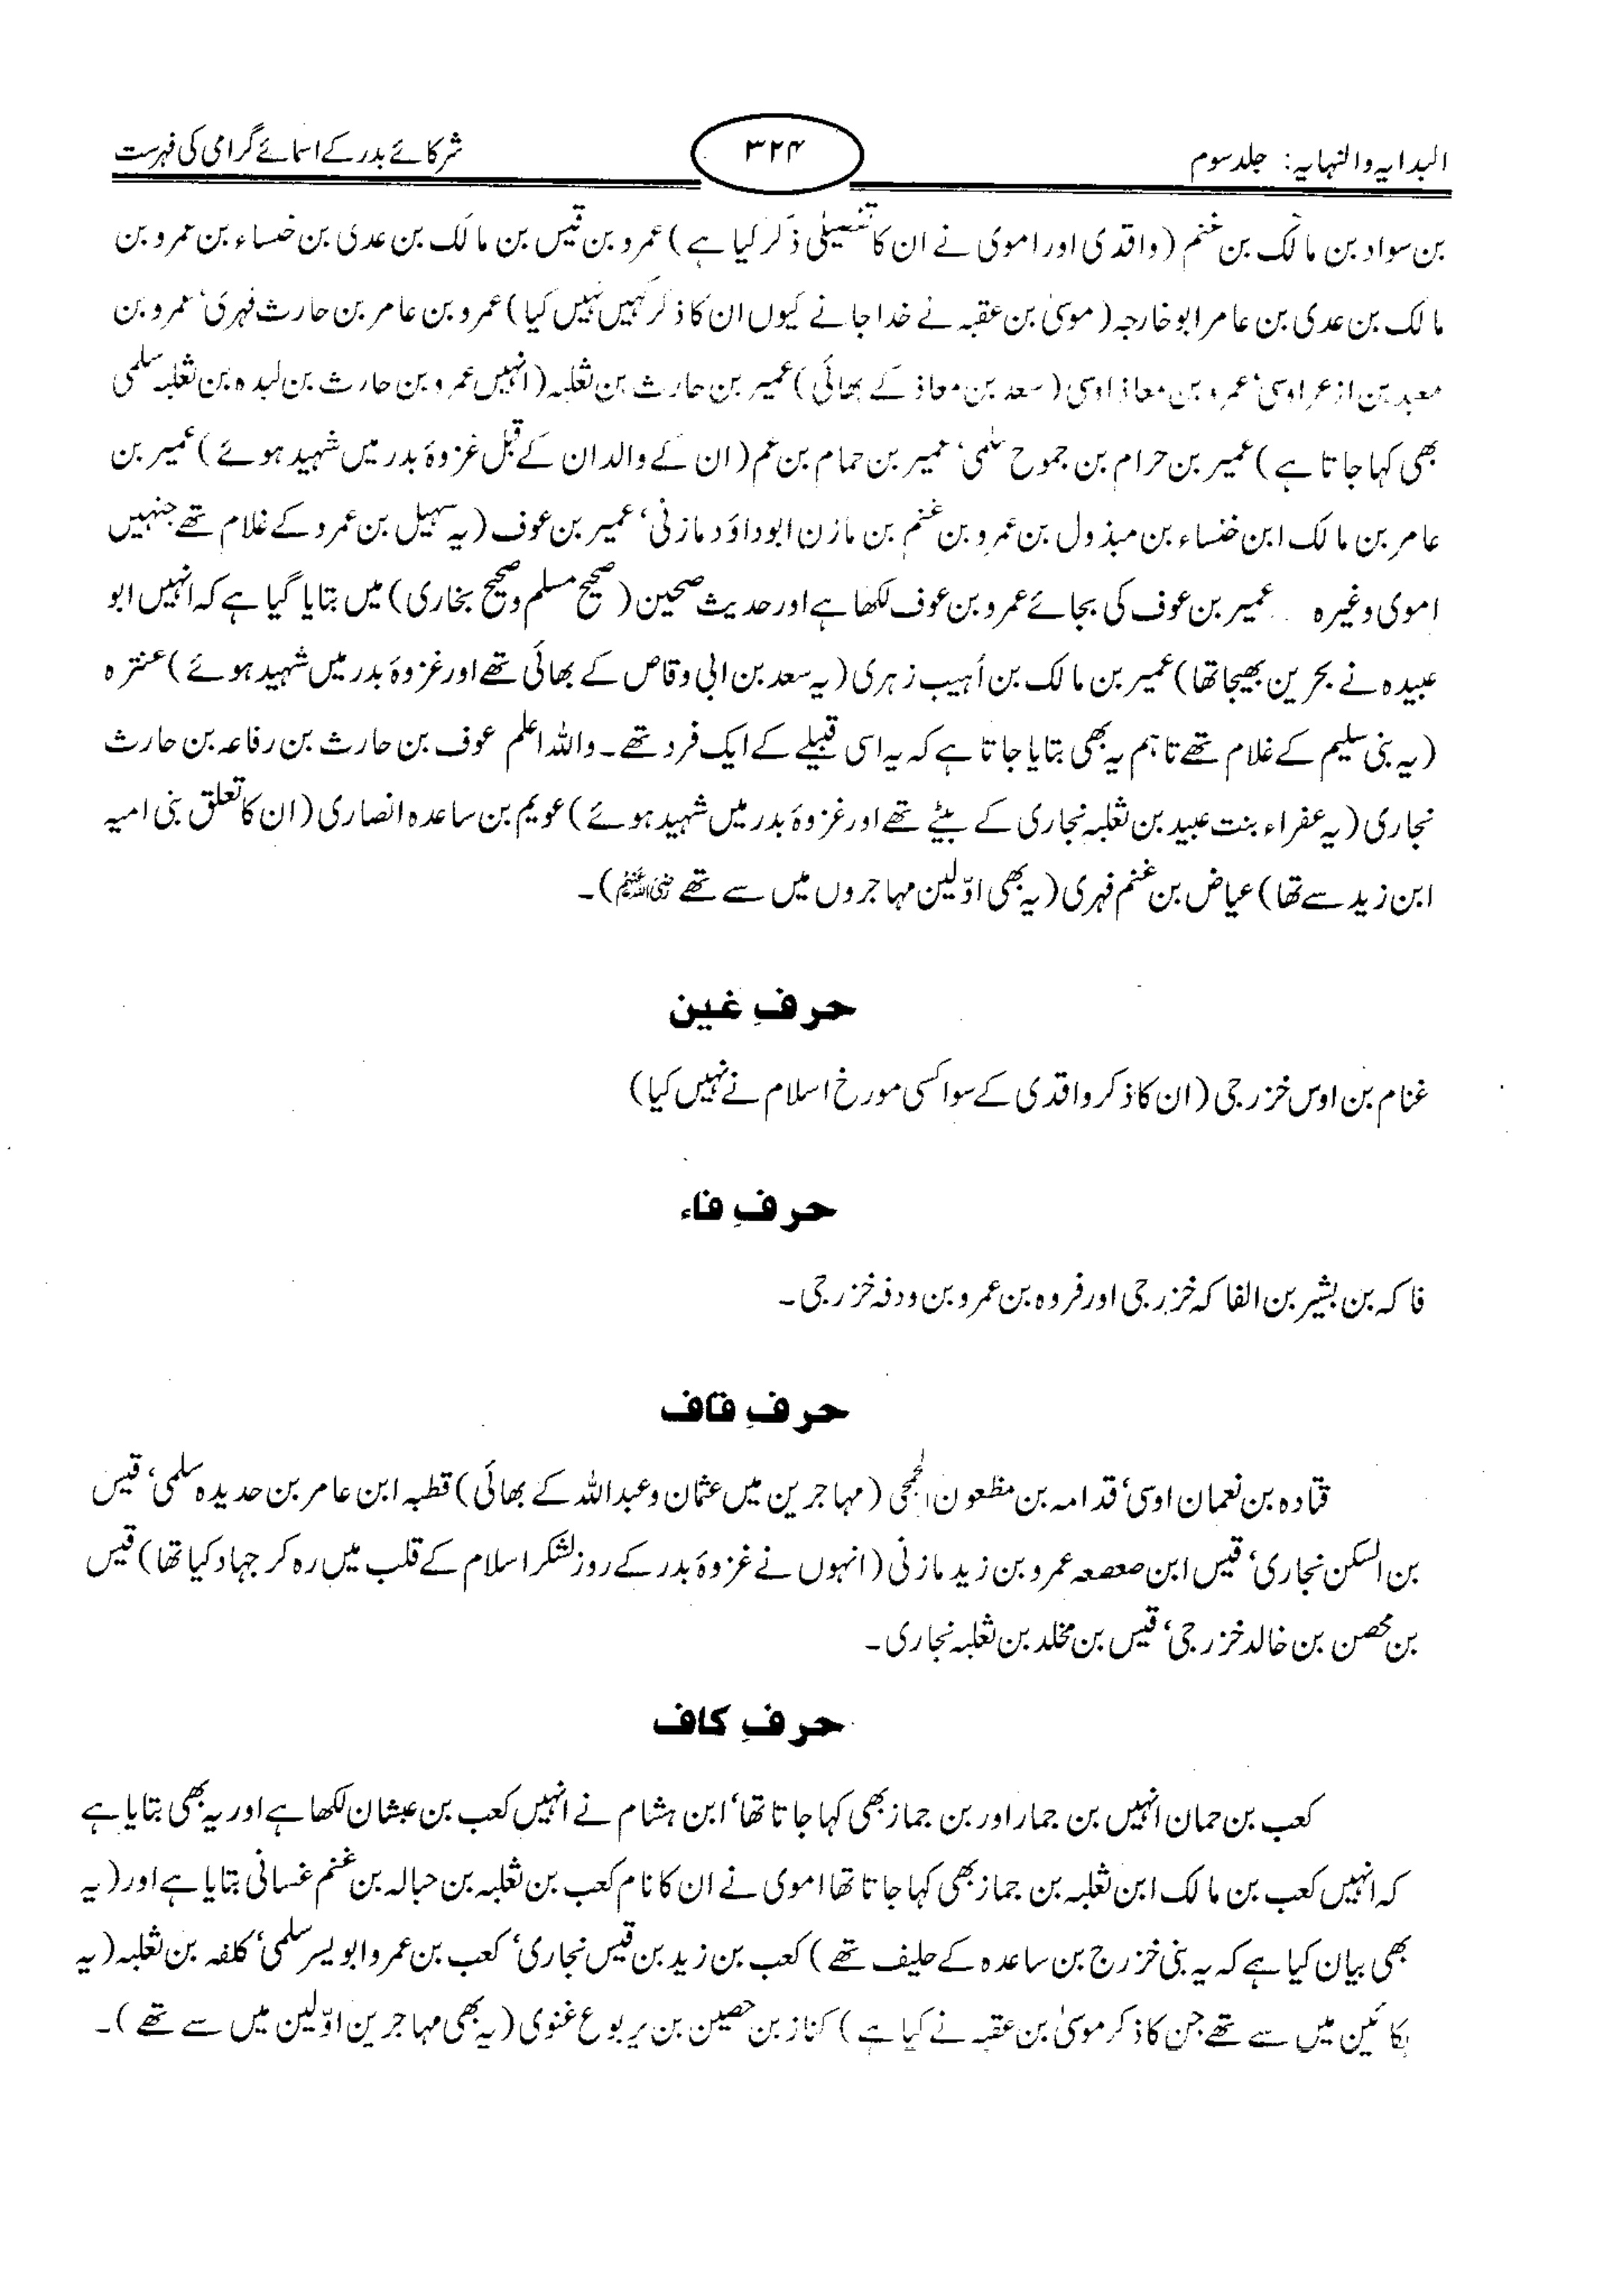 البدایہ والنہایہ: جلد سوم
۳۲۴
شرکائے بدر کے اسمائے گرامی کی فہرست
بن سواد بن مالک بن غنم (واقدی اور اموی نے ان کا تفصیلی ذکر کیا ہے) عمرو بن قیس بن مالک بن عدی بن خنساء بن عمرو بن
مالک بن عدی بن عامر ابو خارجہ (موسیٰ بن عقبہ نے خدا جانے کیوں ان کا ذکر کہیں نہیں کیا) عمرو بن عامر بن حارث فہری‘ عمرو بن
معبد بن ازعر اوسی‘ عمرو بن معاذ اوسی (سعد بن معاذ کے بھائی) عمیر بن حارث بن ثعلبہ (انہیں عمرو بن حارث بن لبدہ بن ثعلبہ سلمی
بھی کہا جاتا ہے) عمیر بن حرام بن جموح سلمی‘ عمیر بن حمام بن عم (ان کے والد ان کے قبل غزوۂ بدر میں شہید ہوئے) عمیر بن
عامر بن مالک ابن خنساء بن مبذول بن عمرو بن غنم بن مازن ابوداؤد مازنی‘ عمیر بن عوف (یہ سہیل بن عمرو کے غلام تھے جنہیں
اموی وغیرہ عمیر بن عوف کی بجائے عمرو بن عوف لکھا ہے اور حدیث صحین (صحیح مسلم و صحیح بخاری) میں بتایا گیا ہے کہ انہیں ابو
عبیدہ نے بحرین بھیجا تھا) عمیر بن مالک بن اُہیب زہری (یہ سعد بن ابی وقاص کے بھائی تھے اور غزوۂ بدر میں شہید ہوئے) عنترہ
(یہ بنی سلیم کے غلام تھے تاہم یہ بھی بتایا جاتا ہے کہ یہ اسی قبیلے کے ایک فرد تھے۔ واللہ اعلم عوف بن حارث بن رفاعہ بن حارث
نجاری (یہ عفراء بنت عبید بن ثعلبہ نجاری کے بیٹے تھے اور غزوۂ بدر میں شہید ہوئے) عویم بن ساعدہ انصاری (ان کا تعلق بنی امیہ
ابن زید سے تھا) عیاض بن غنم فہری (یہ بھی اوّلین مہاجروں میں سے تھے رضی اللہ عنہم)۔
حرفِ غین
غنام بن اوس خزرجی (ان کا ذکر واقدی کے سوا کسی مورخ اسلام نے نہیں کیا)
حرفِ فاء
فاکہ بن بشیر بن الفاکہ خزرجی اور فروہ بن عمرو بن ودفہ خزرجی۔
حرفِ قاف
قتادہ بن نعمان اوسی‘ قدامہ بن مظعون الجمحی (مہاجرین میں عثمان و عبداللہ کے بھائی) قطبہ ابن عامر بن حدیدہ سلمی‘ قیس
بن السکن نجاری‘ قیس ابن صعصعہ عمرو بن زید مازنی (انہوں نے غزوۂ بدر کے روز لشکر اسلام کے قلب میں رہ کر جہاد کیا تھا) قیس
بن محصن بن خالد خزرجی‘ قیس بن مخلد بن ثعلبہ نجاری۔
حرفِ کاف
کعب بن حمان انہیں بن جمار اور بن جماز بھی کہا جاتا تھا‘ ابن ہشام نے انہیں کعب بن عبشان لکھا ہے اور یہ بھی بتایا ہے
کہ انہیں کعب بن مالک ابن ثعلبہ بن جماز بھی کہا جاتا تھا اموی نے ان کا نام کعب بن ثعلبہ بن حبالہ بن غنم غسانی بتایا ہے اور (یہ
بھی بیان کیا ہے کہ یہ بنی خزرج بن ساعدہ کے حلیف تھے) کعب بن زید بن قیس نجاری‘ کعب بن عمرو ابو یسر سلمی‘ کلفہ بن ثعلبہ (یہ
بکائین میں سے تھے جن کا ذکر موسیٰ بن عقبہ نے کیا ہے) کناز بن حصین بن یربوع غنوی (یہ بھی مہاجرین اوّلین میں سے تھے)۔